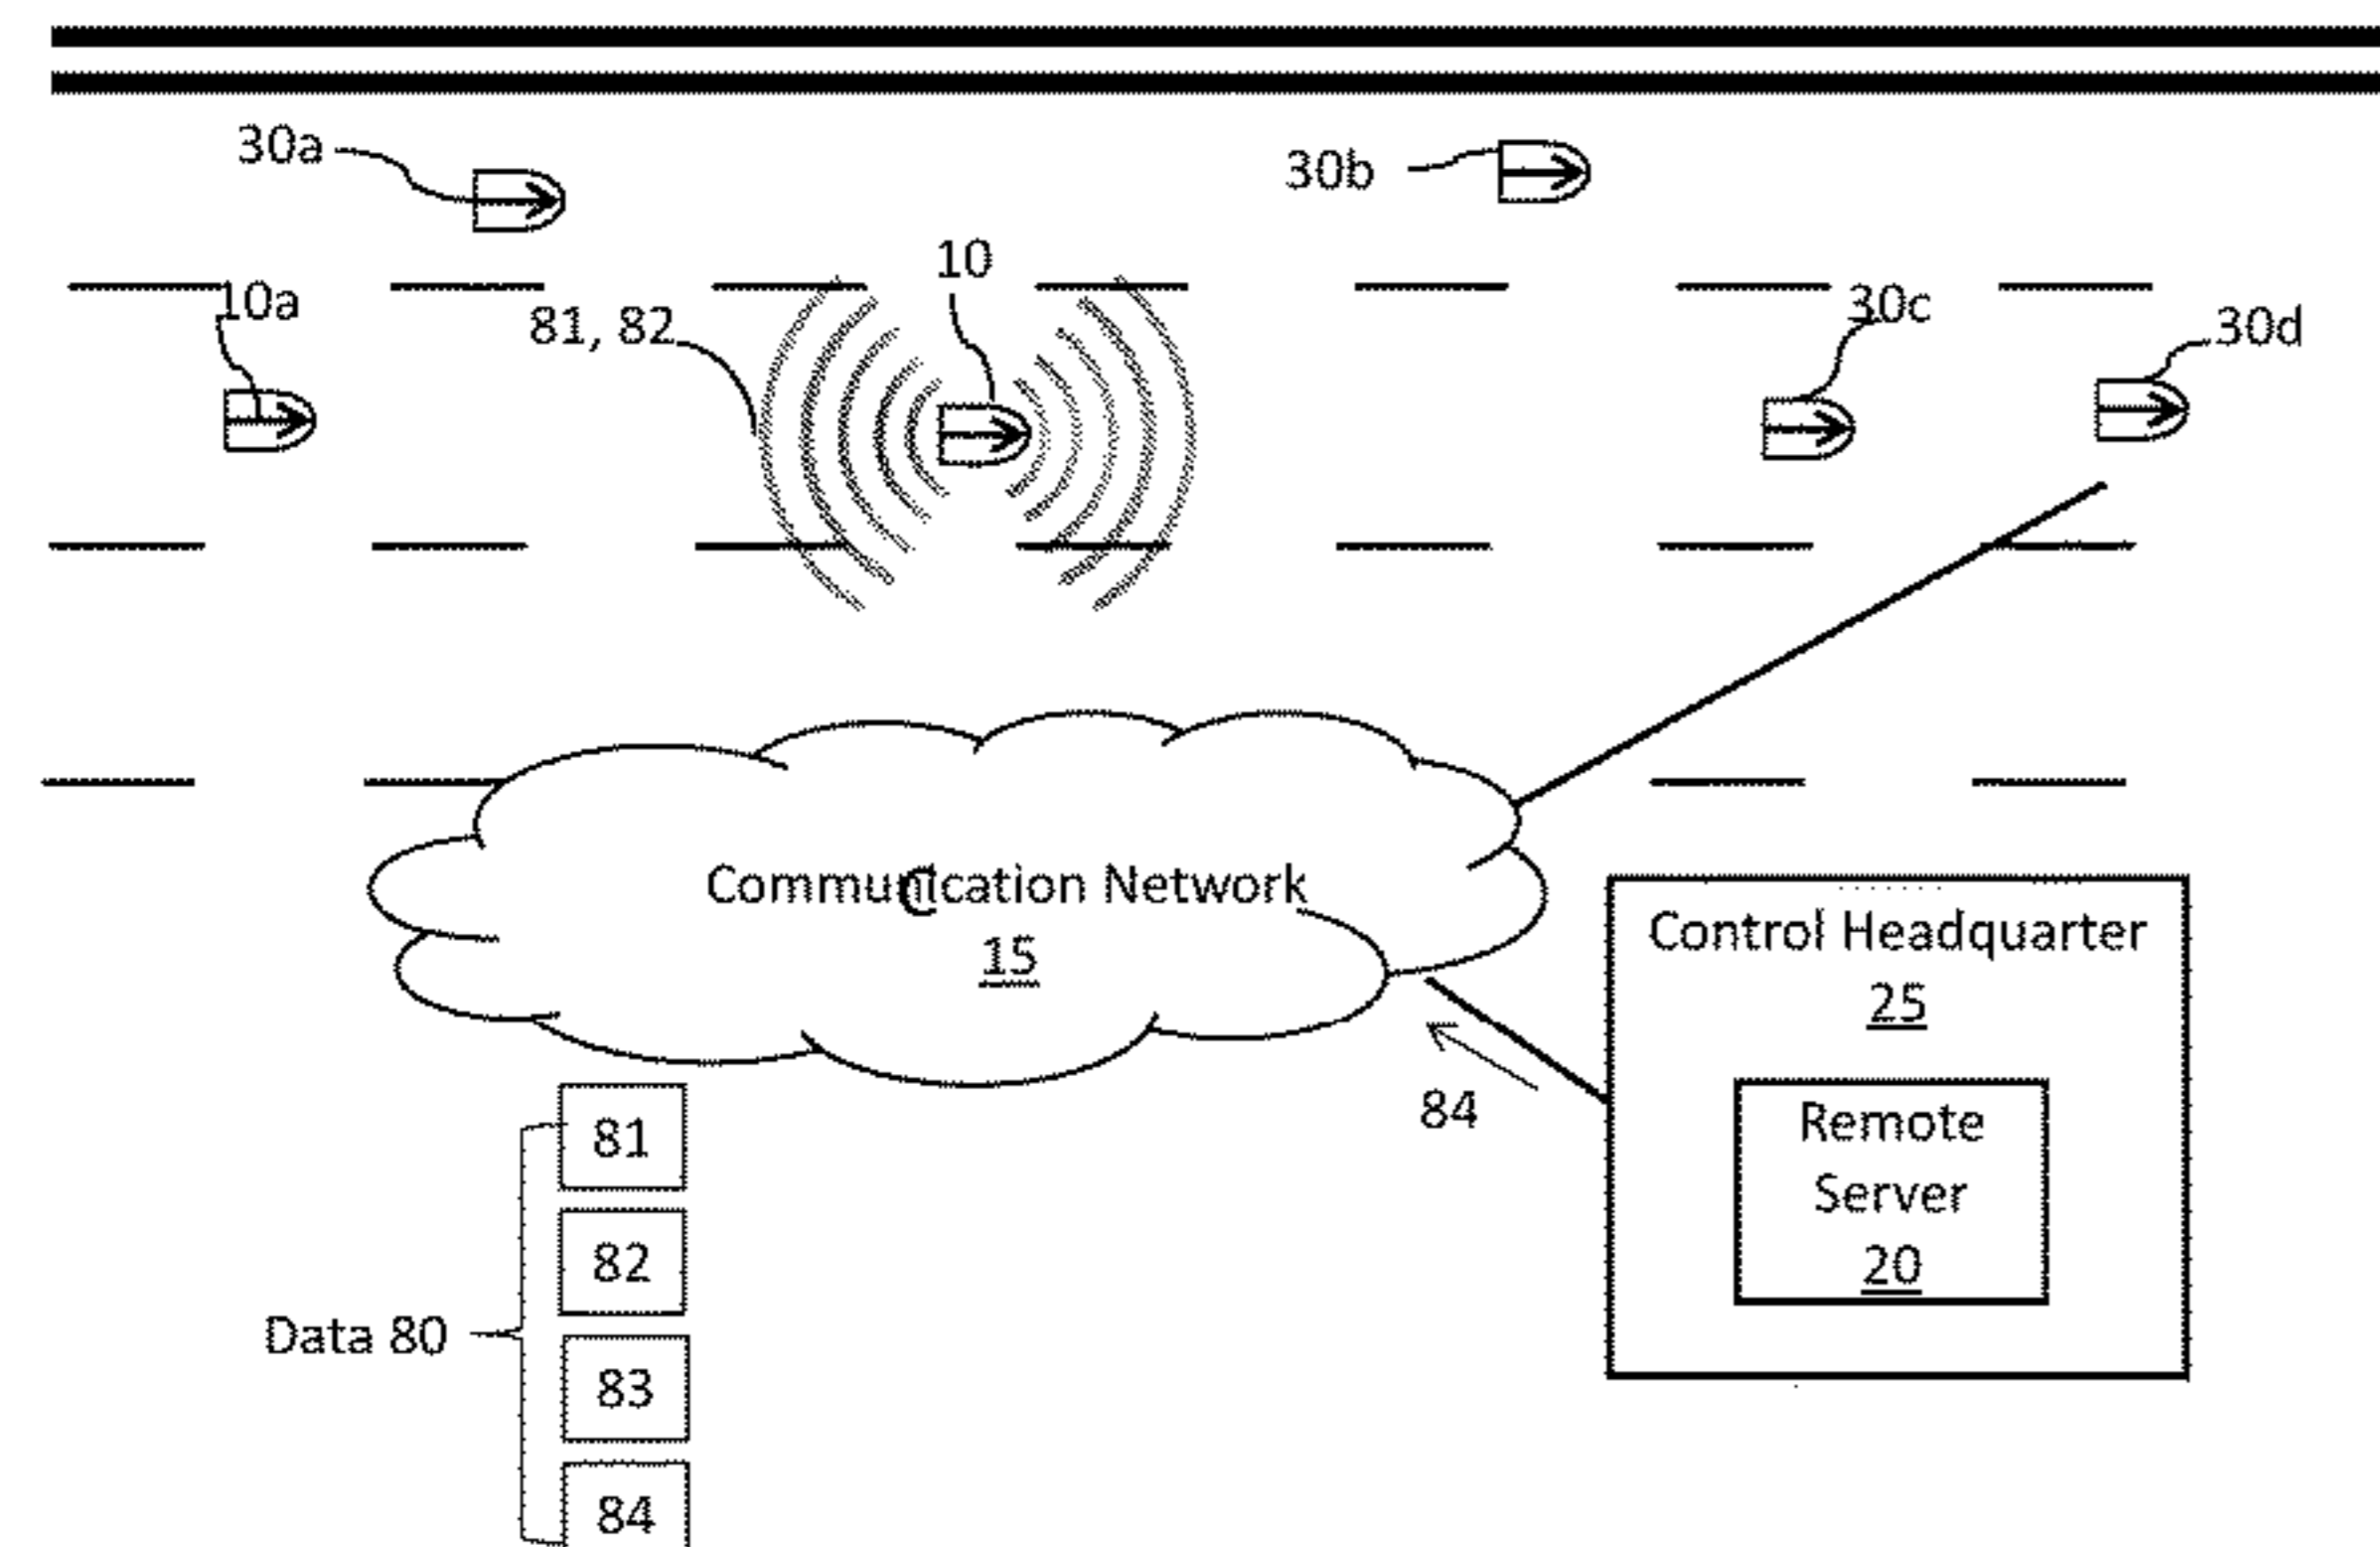 30a
30b
10
10a
81, 82
30c
30d
Communication Network
15
Control Headquarter
25
84
Remote
Server
20
81
82
Data 80
83
84